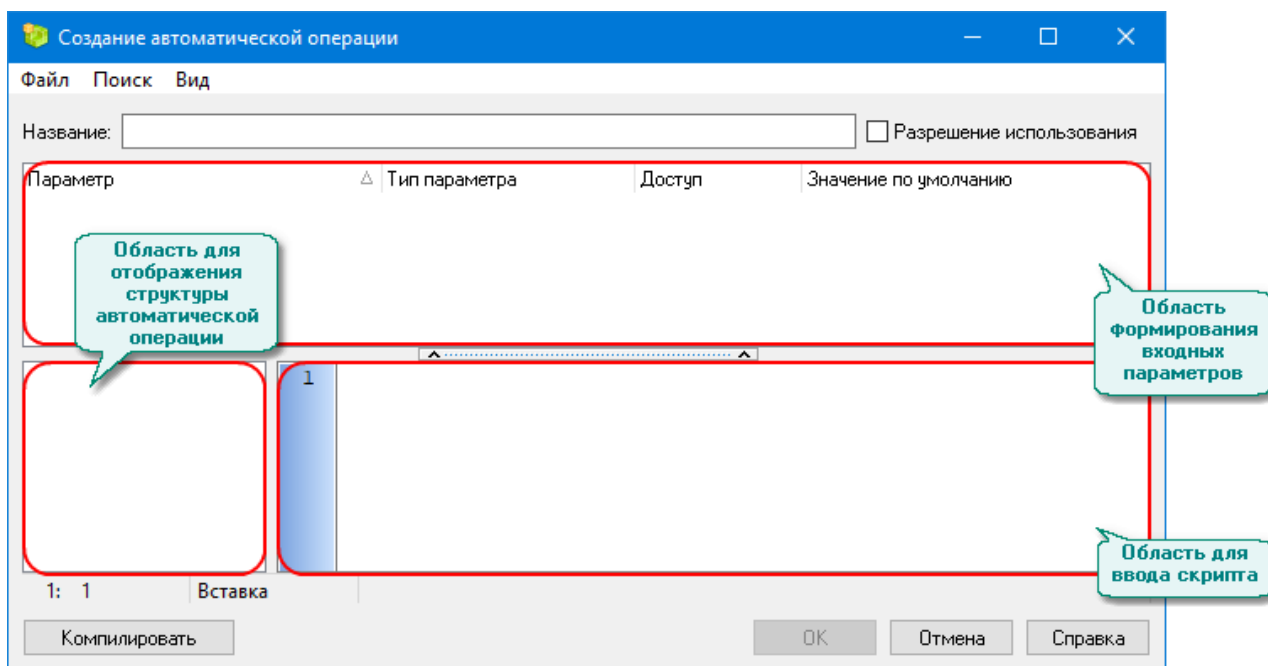 Создание автоматической операции
Файл Поиск Вид
Название: Разрешение использования
Параметр Тип параметра Доступ Значение по умолчанию
Область для
отображения
структуры
автоматической
операции
Область
формирования
входных
параметров
1
Область для
ввода скрипта
1: 1 Вставка
Компилировать OK Отмена Справка